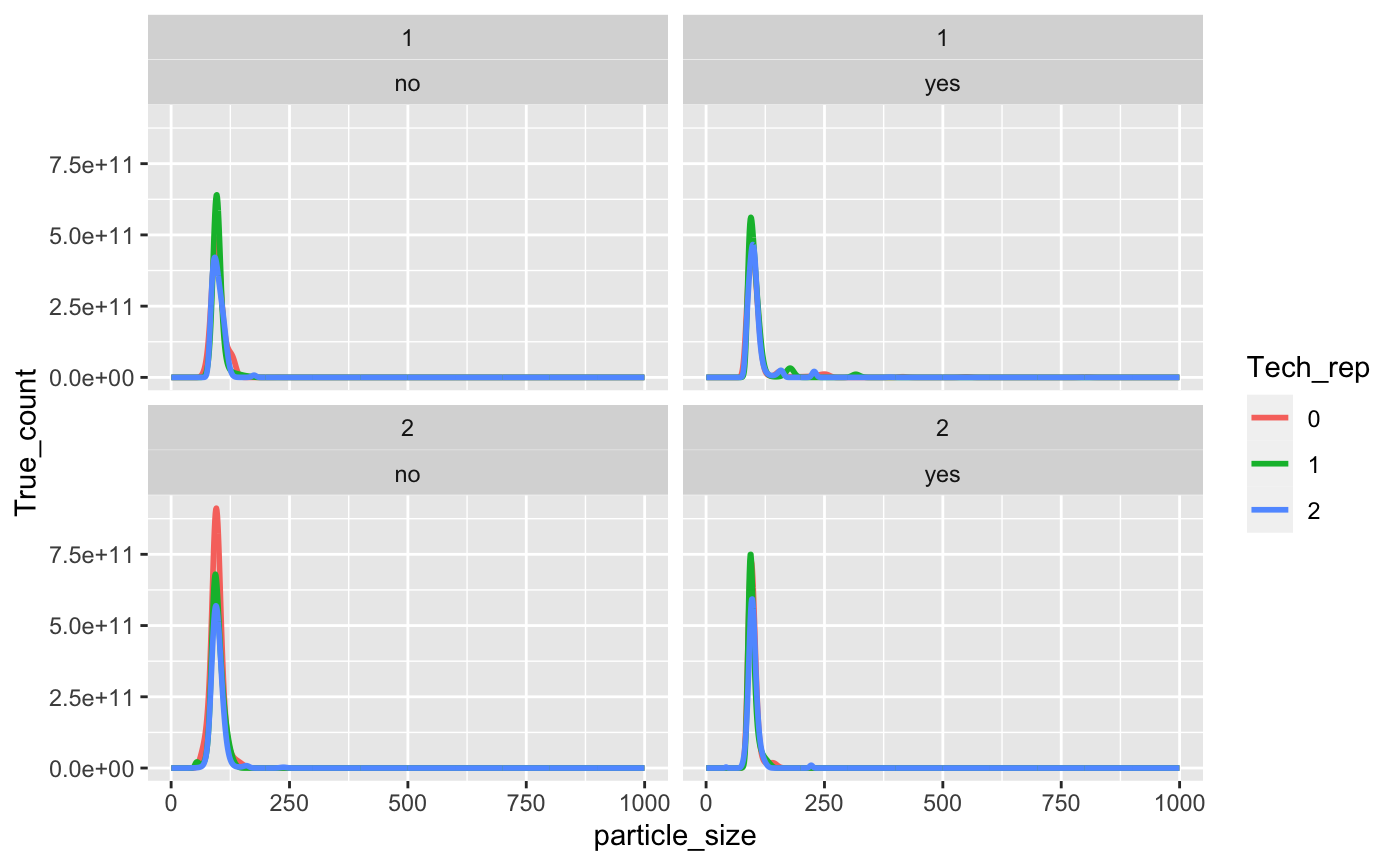 1
1
no
yes
7.5e+11
5.0e+11
2.5e+11
0.0e+00
2
2
no
yes
7.5e+11
5.0e+11
2.5e+11
0.0e+00
0 250 500 750 1000
0 250 500 750 1000
particle_size
True_count
Tech_rep
0
1
2